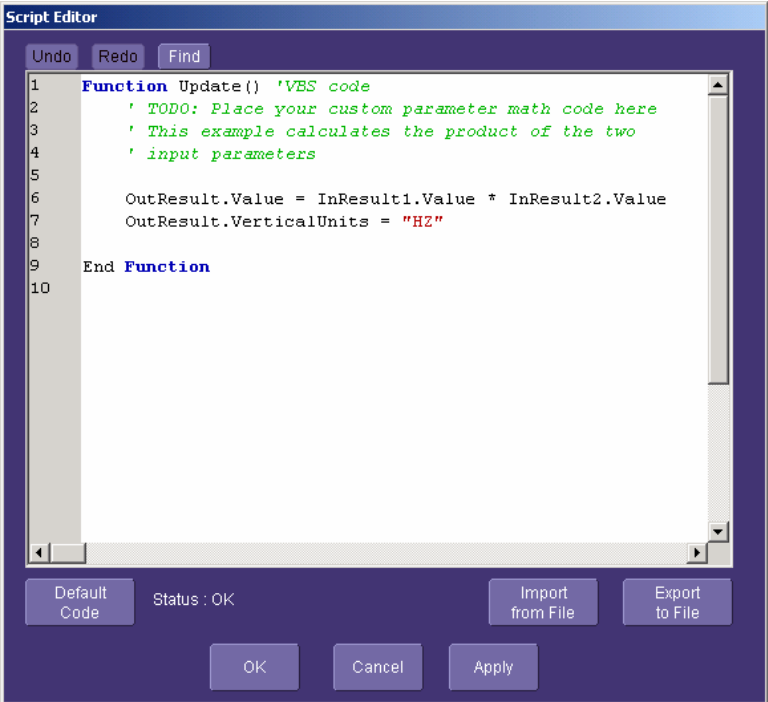 Script Editor
Undo Redo Find
1 Function Update() 'VBS code
2 ' TODO: Place your custom parameter math code here
3 ' This example calculates the product of the two
4 ' input parameters
5
6 OutResult.Value = InResult1.Value * InResult2.Value
7 OutResult.VerticalUnits = "HZ"
8
9 End Function
10
Default Code Status : OK Import from File Export to File
OK Cancel Apply